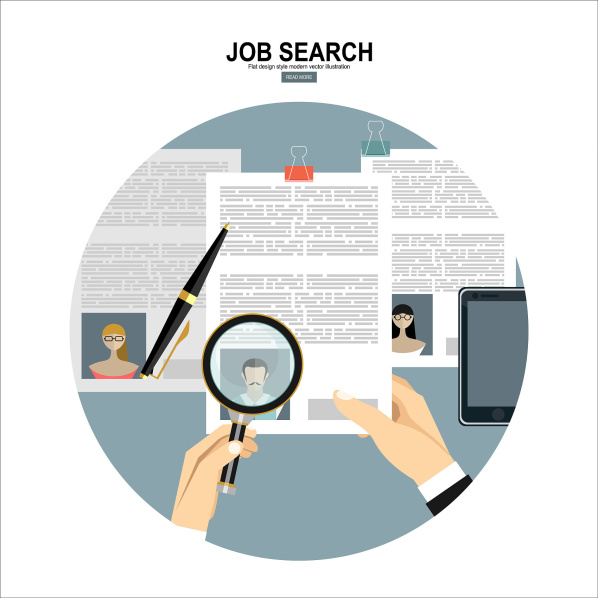 JOB SEARCH
Flat design style modern vector illustration
READ MORE